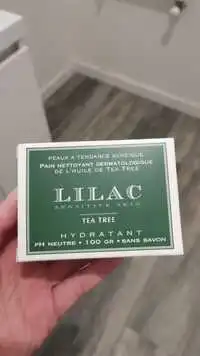 PEAUX A TENDANCE ACNEIQUE
PAIN NETTOYANT DERMATOLOGIQUE
DE L'HUILE DE TEA TREE
LILAC
SENSITIVE SKIN
TEA TREE
HYDRATANT
PH NEUTRE • 100 GR • SANS SAVON